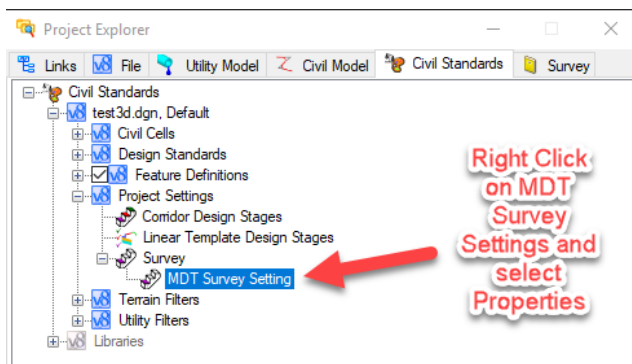 Project Explorer
Links File Utility Model Civil Model Civil Standards Survey
Civil Standards
test3d.dgn, Default
Civil Cells
Design Standards
Feature Definitions
Project Settings
Corridor Design Stages
Linear Template Design Stages
Survey
MDT Survey Setting
Terrain Filters
Utility Filters
Libraries
Right Click
on MDT
Survey
Settings and
select
Properties